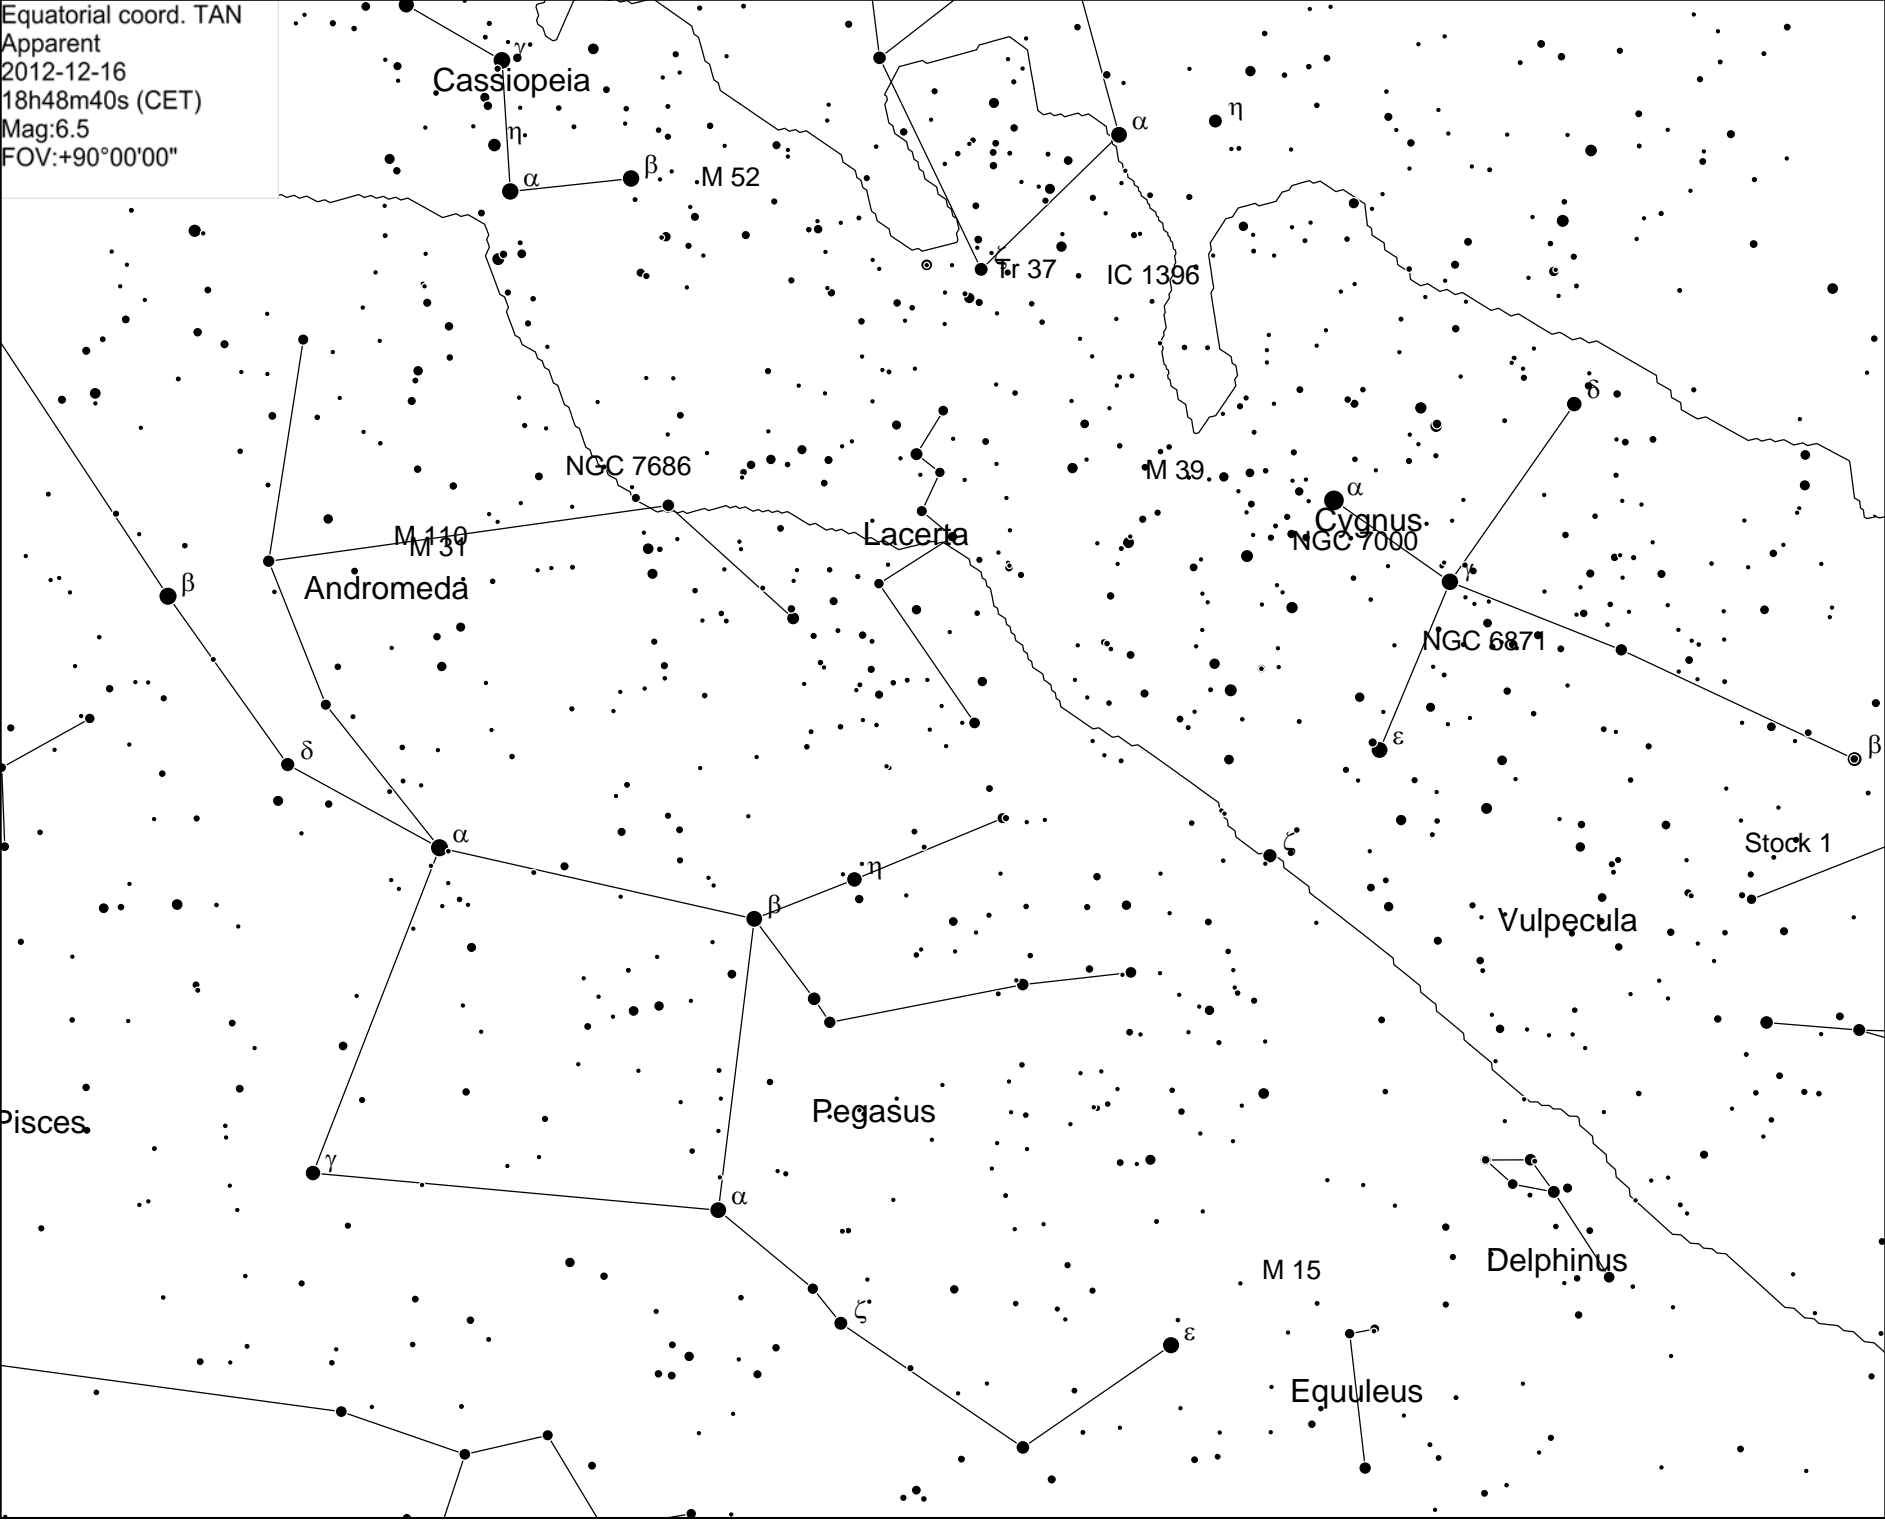 Equatorial coord. TAN
Apparent
2012-12-16
18h48m40s (CET)
Mag:6.5
FOV:+90°00'00"
γ
Cassiopeia
η
α
β
M 52
α
η
ζ
Tr 37
IC 1396
δ
NGC 7686
M 39
α
Cygnus
NGC 7000
Lacerta
M 110
M 31
Andromeda
β
γ
NGC 6871
δ
ε
β
α
ζ
Stock 1
η
β
Vulpecula
Pegasus
Pisces
γ
α
Delphinus
M 15
ζ
ε
Equuleus